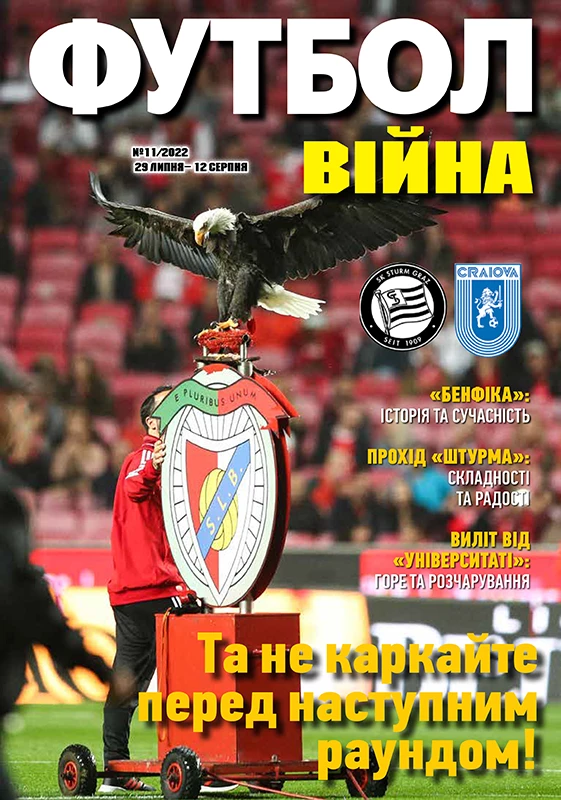 ФУТБОЛ
ВІЙНА
№11/2022
29 ЛИПНЯ – 12 СЕРПНЯ
SK STURM GRAZ
SEIT 1909
CRAIOVA
«БЕНФІКА»:
ІСТОРІЯ ТА СУЧАСНІСТЬ
E PLURIBUS UNUM
ПРОХІД «ШТУРМА»:
СКЛАДНОСТІ
ТА РАДОСТІ
S.L.B.
ВИЛІТ ВІД
«УНІВЕРСИТАТІ»:
ГОРЕ ТА РОЗЧАРУВАННЯ
Та не каркайте
перед наступним
раундом!